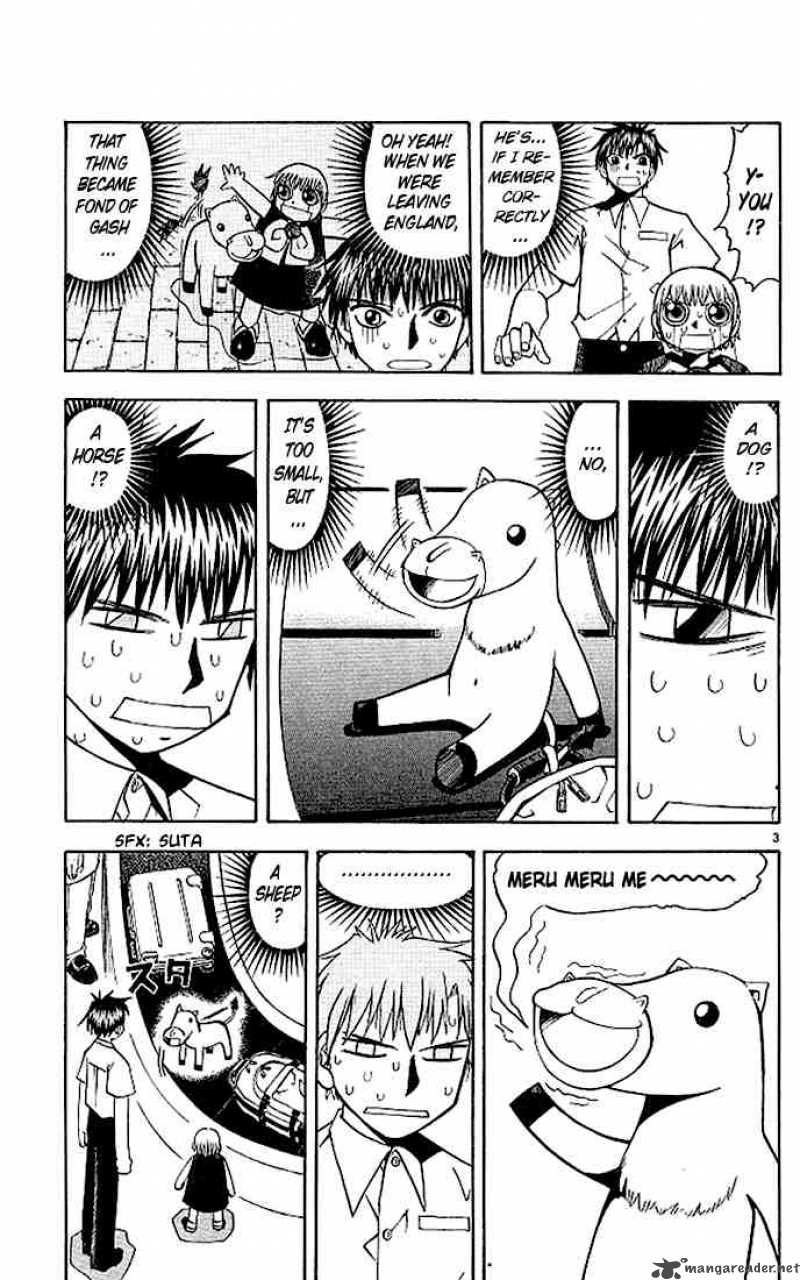 Y-
YOU
!?
HE'S...
IF I RE-
MEMBER
COR-
RECTLY
...
OH YEAH!
WHEN WE
WERE
LEAVING
ENGLAND,
THAT
THING
BECAME
FOND OF
GASH
...
A
DOG
!?
...
NO,
IT'S
TOO
SMALL,
BUT
...
A
HORSE
!?
3
MERU MERU ME~~~~~~~
...................
A
SHEEP
?
SFX: SUTA
スタ
mangareader
.net